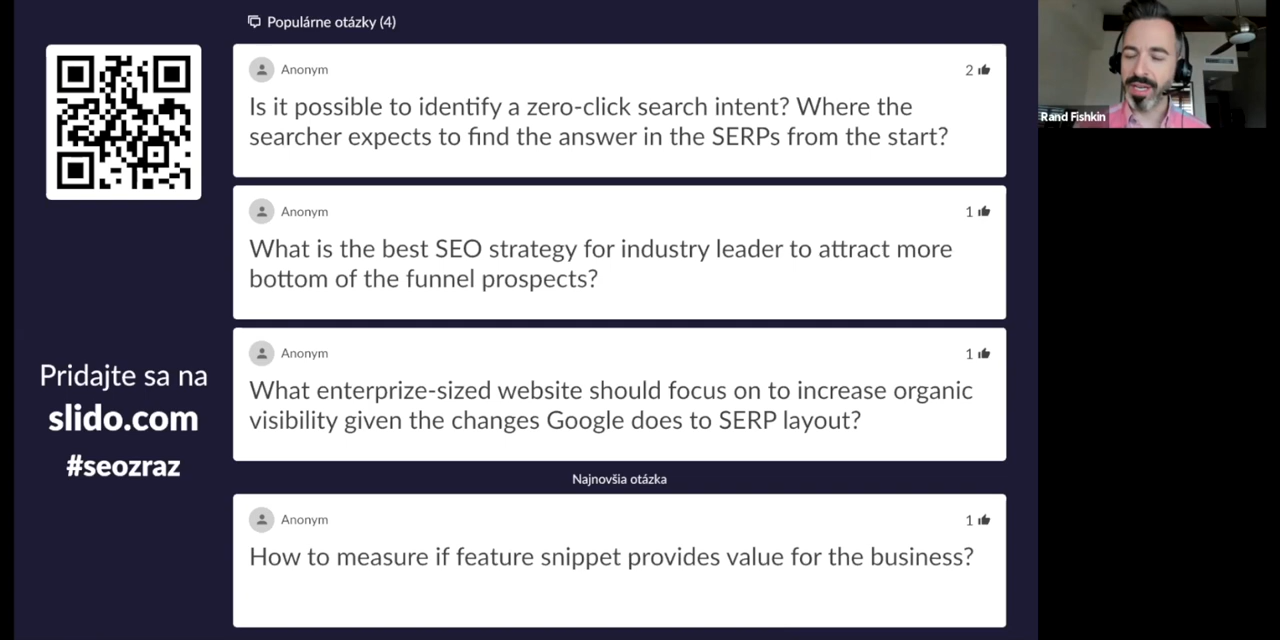 Populárne otázky (4)
Anonym
2
Is it possible to identify a zero-click search intent? Where the
searcher expects to find the answer in the SERPs from the start?
Anonym
1
What is the best SEO strategy for industry leader to attract more
bottom of the funnel prospects?
Anonym
1
What enterprize-sized website should focus on to increase organic
visibility given the changes Google does to SERP layout?
Najnovšia otázka
Anonym
1
How to measure if feature snippet provides value for the business?
Pridajte sa na
slido.com
#seozraz
Rand Fishkin